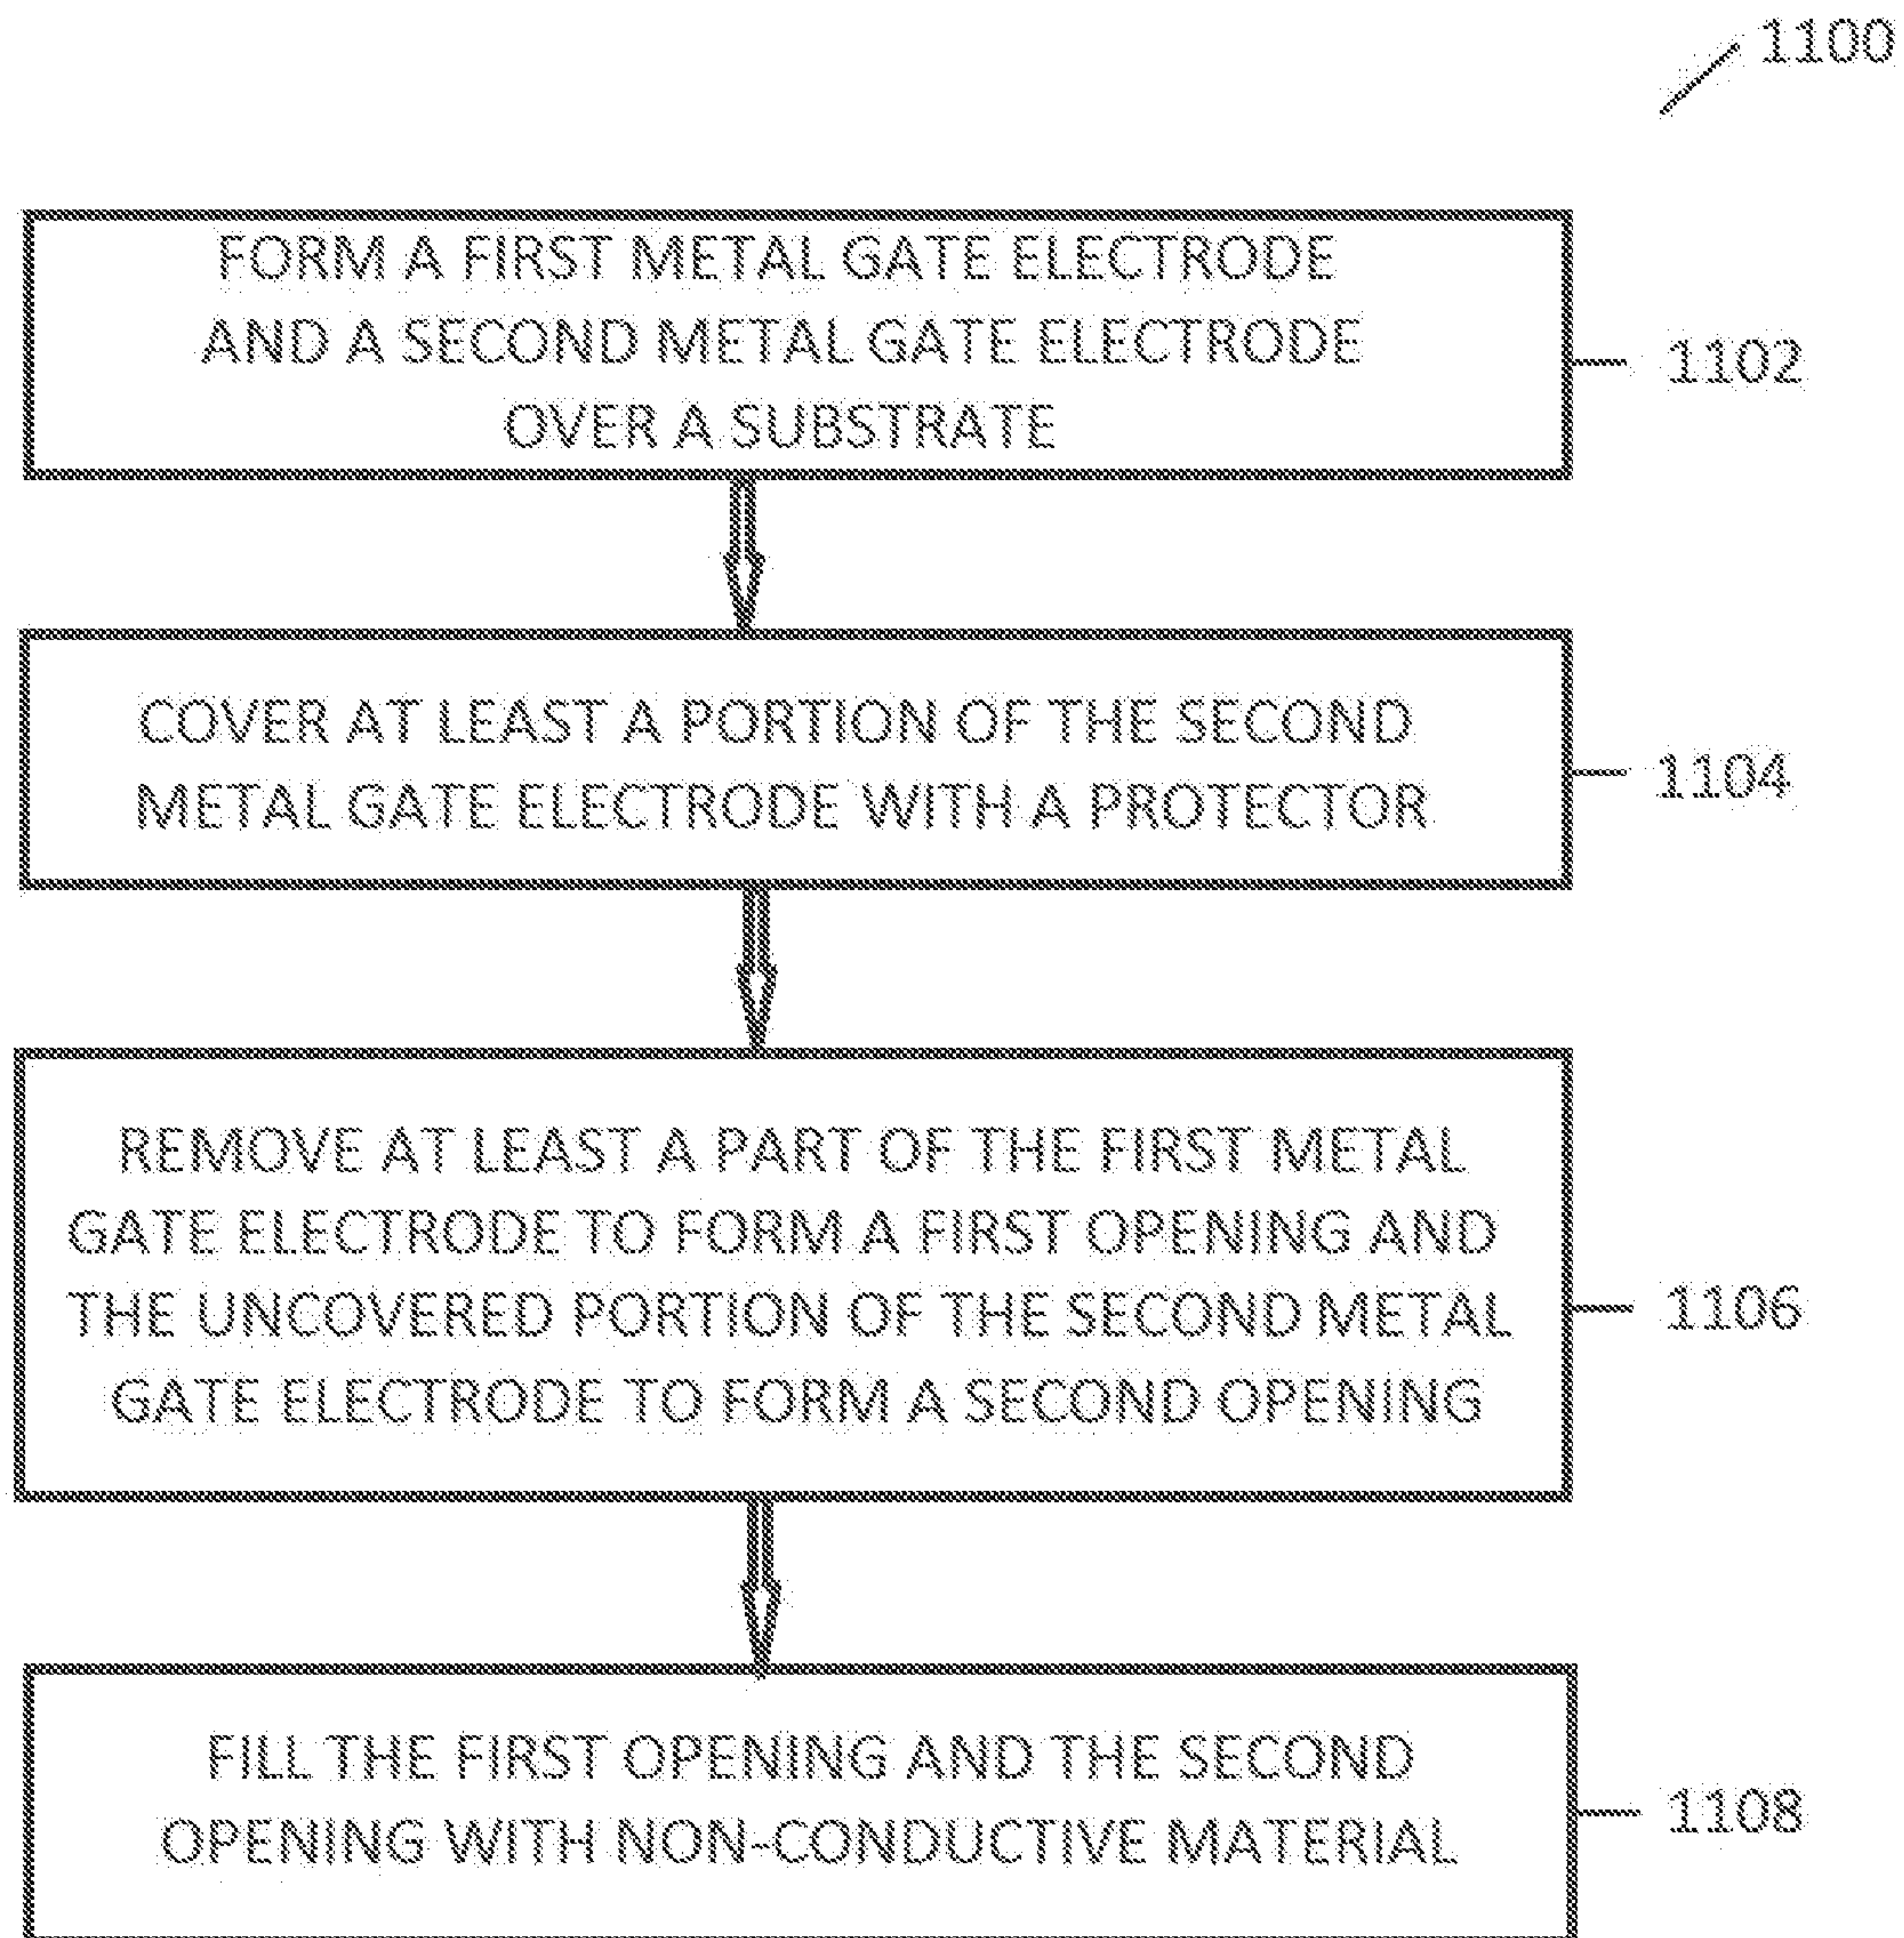 1100
FORM A FIRST METAL GATE ELECTRODE
AND A SECOND METAL GATE ELECTRODE
OVER A SUBSTRATE
1102
COVER AT LEAST A PORTION OF THE SECOND
METAL GATE ELECTRODE WITH A PROTECTOR
1104
REMOVE AT LEAST A PART OF THE FIRST METAL
GATE ELECTRODE TO FORM A FIRST OPENING AND
THE UNCOVERED PORTION OF THE SECOND METAL
GATE ELECTRODE TO FORM A SECOND OPENING
1106
FILL THE FIRST OPENING AND THE SECOND
OPENING WITH NON-CONDUCTIVE MATERIAL
1108